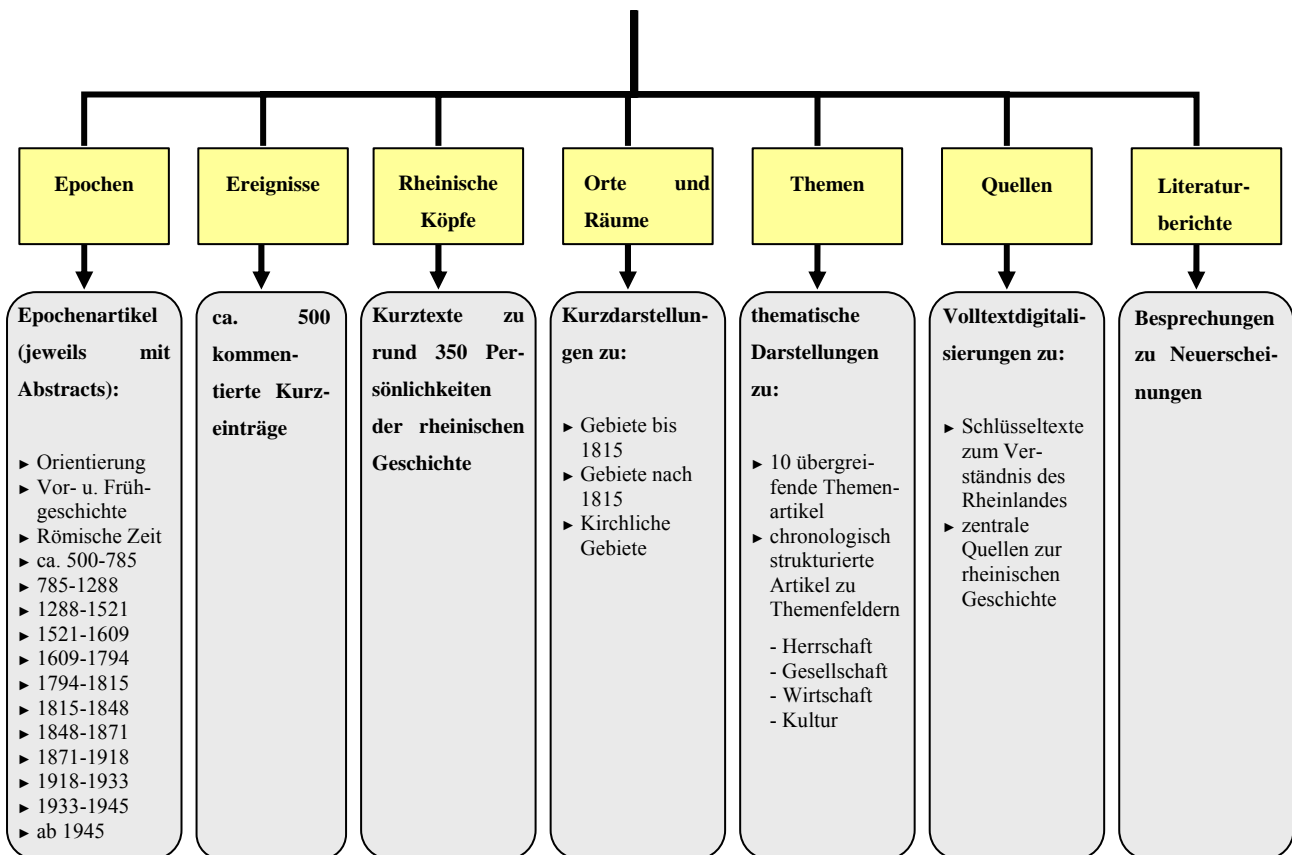 Epochen
Ereignisse
Rheinische
Köpfe
Orte und
Räume
Themen
Quellen
Literatur-
berichte
Epochenartikel
(jeweils mit
Abstracts):
► Orientierung
► Vor- u. Früh-
geschichte
► Römische Zeit
► ca. 500-785
► 785-1288
► 1288-1521
► 1521-1609
► 1609-1794
► 1794-1815
► 1815-1848
► 1848-1871
► 1871-1918
► 1918-1933
► 1933-1945
► ab 1945
ca. 500
kommen-
tierte Kurz-
einträge
Kurztexte zu
rund 350 Per-
sönlichkeiten
der rheinischen
Geschichte
Kurzdarstellun-
gen zu:
► Gebiete bis
1815
► Gebiete nach
1815
► Kirchliche
Gebiete
thematische
Darstellungen
zu:
► 10 übergrei-
fende Themen-
artikel
► chronologisch
strukturierte
Artikel zu
Themenfeldern
- Herrschaft
- Gesellschaft
- Wirtschaft
- Kultur
Volltextdigitali-
sierungen zu:
► Schlüsseltexte
zum Ver-
ständnis des
Rheinlandes
► zentrale
Quellen zur
rheinischen
Geschichte
Besprechungen
zu Neuerschei-
nungen